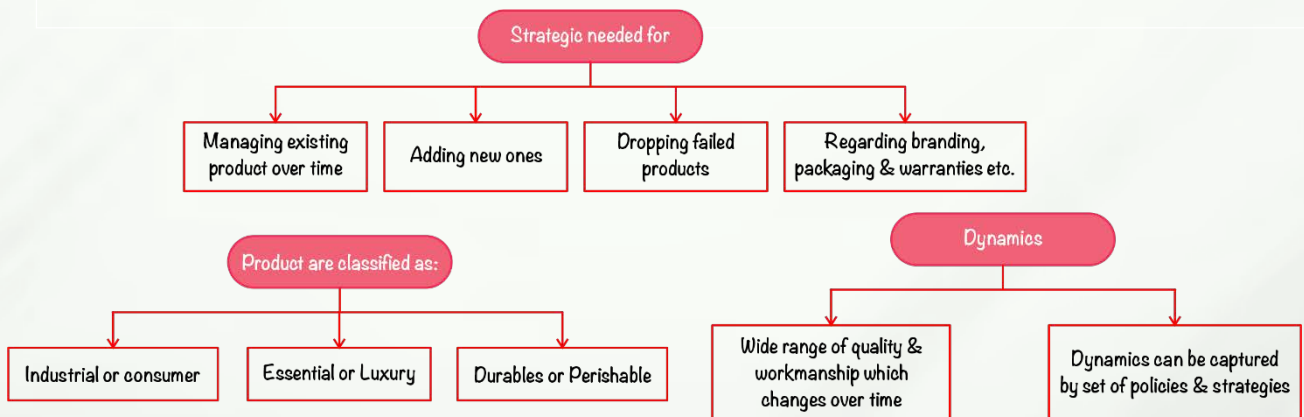 Strategic needed for
Managing existing
product over time
Adding new ones
Dropping failed
products
Regarding branding,
packaging & warranties etc.
Product are classified as:
Industrial or consumer
Essential or Luxury
Durables or Perishable
Dynamics
Wide range of quality &
workmanship which
changes over time
Dynamics can be captured
by set of policies & strategies